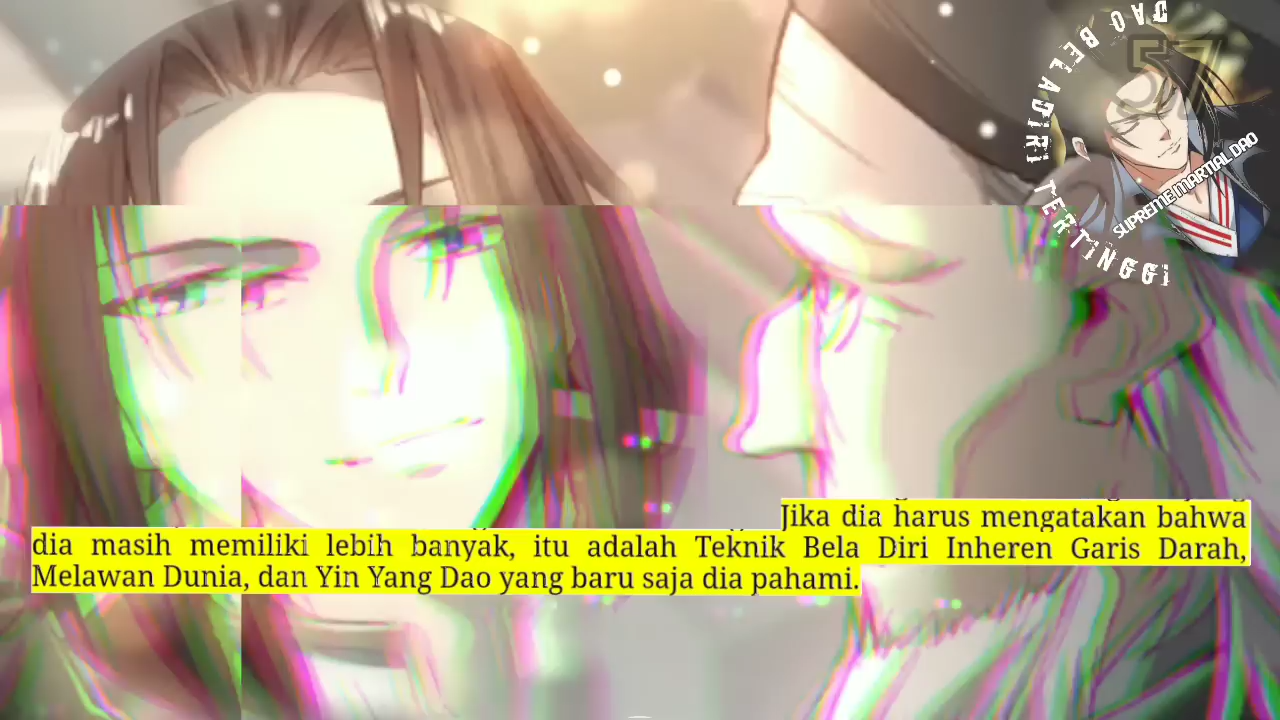 DAO BELADIRI TERTINGGI
57
SUPREME MARTIAL DAO
Jika dia harus mengatakan bahwa
dia masih memiliki lebih banyak, itu adalah Teknik Bela Diri Inheren Garis Darah,
Melawan Dunia, dan Yin Yang Dao yang baru saja dia pahami.